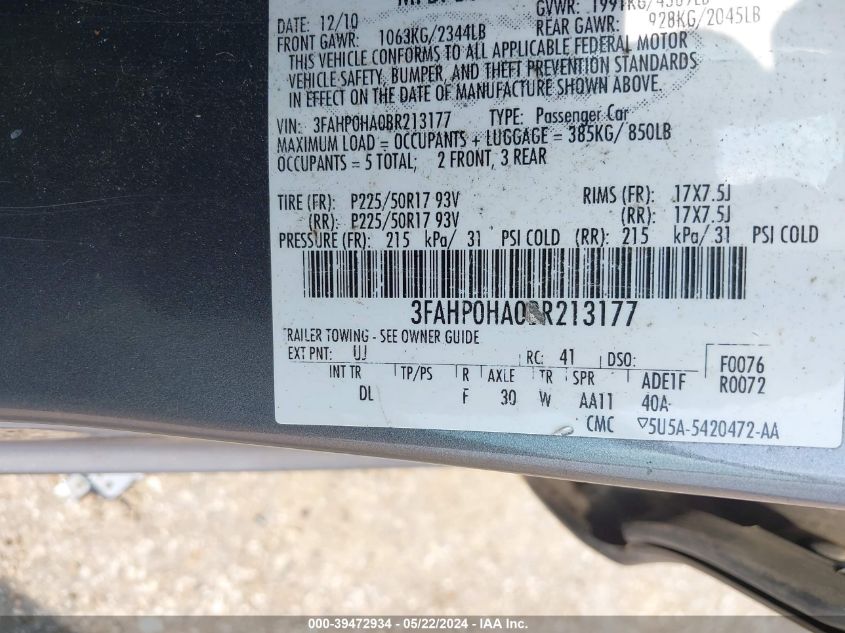 GVWR:
DATE: 12/10
REAR GAWR: 928KG/2045LB
FRONT GAWR: 1063KG/2344LB
THIS VEHICLE CONFORMS TO ALL APPLICABLE FEDERAL MOTOR
VEHICLE SAFETY, BUMPER, AND THEFT PREVENTION STANDARDS
IN EFFECT ON THE DATE OF MANUFACTURE SHOWN ABOVE.
VIN: 3FAHP0HA0BR213177 TYPE: Passenger Car
MAXIMUM LOAD = OCCUPANTS + LUGGAGE = 385KG/ 850LB
OCCUPANTS = 5 TOTAL; 2 FRONT, 3 REAR
TIRE (FR): P225/50R17 93V RIMS (FR): 17X7.5J
(RR): P225/50R17 93V (RR): 17X7.5J
PRESSURE (FR): 215 kPa/ 31 PSI COLD (RR): 215 kPa/ 31 PSI COLD
3FAHP0HA0BR213177
TRAILER TOWING - SEE OWNER GUIDE
EXT PNT: UJ RC: 41 DSO: F0076
INT TR TP/PS R AXLE TR SPR ADE1F R0072
DL F 30 W AA11 40A
CMC 5U5A-5420472-AA
000-39472934 - 05/22/2024 - IAA Inc.